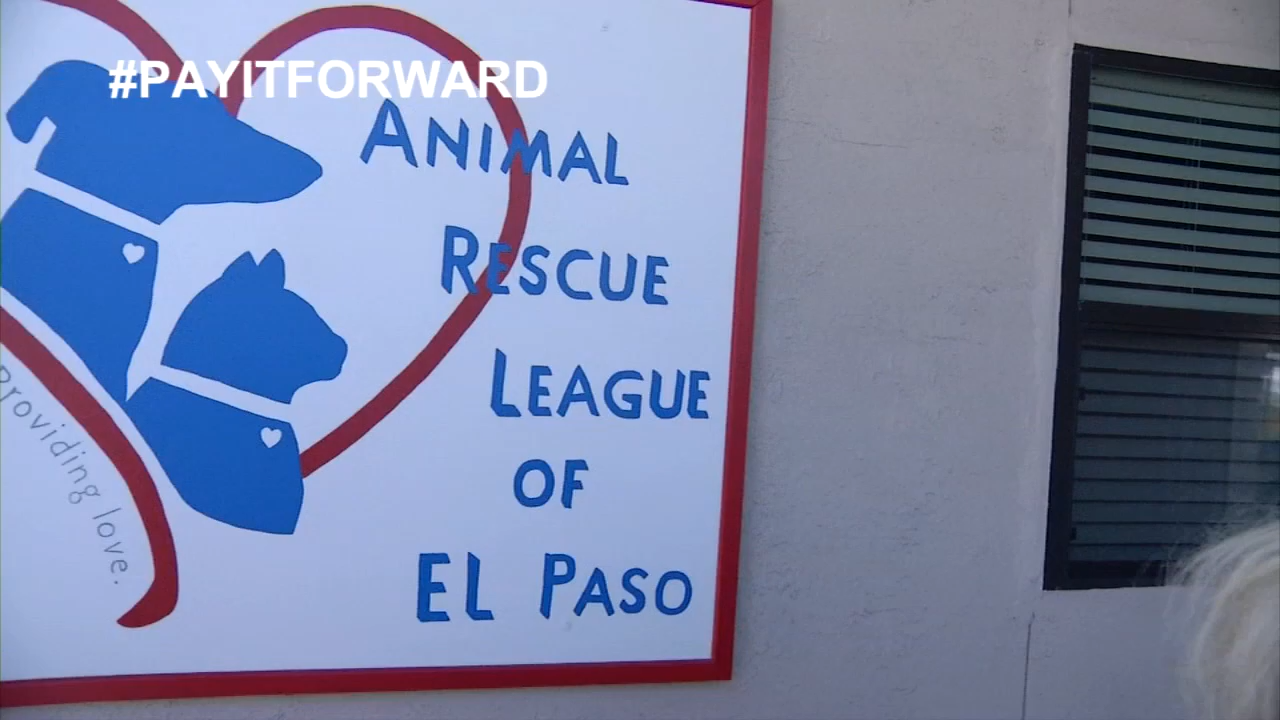 #PAYITFORWARD
ANIMAL
RESCUE
LEAGUE
OF
EL PASO
Providing love.